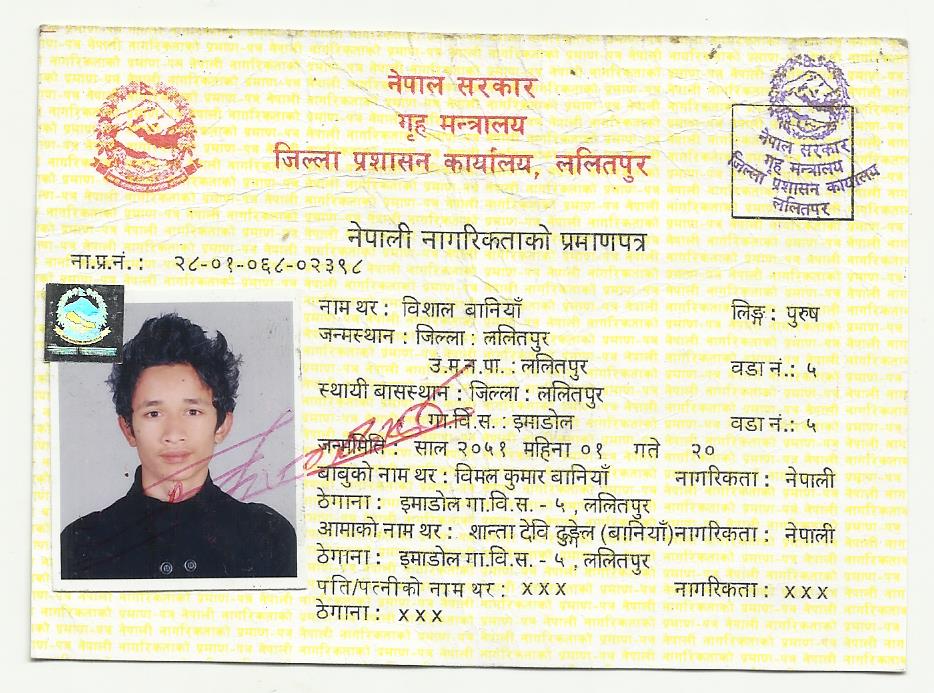 नेपाल सरकार
गृह मन्त्रालय
जिल्ला प्रशासन कार्यालय, ललितपुर
नेपाल सरकार
गृह मन्त्रालय
जिल्ला प्रशासन कार्यालय
ललितपुर
नेपाली नागरिकताको प्रमाणपत्र
ना.प्र.नं. : २८-०१-०६८-०२३९८
नाम थर : विशाल बानियाँ लिङ्ग : पुरुष
जन्मस्थान : जिल्ला : ललितपुर
उ.म.न.पा. : ललितपुर वडा नं.: ५
स्थायी बासस्थान : जिल्ला : ललितपुर
गा.वि.स. : इमाडोल वडा नं.: ५
जन्ममिति : साल २०५१ महिना ०१ गते २०
बाबुको नाम थर : विमल कुमार बानियाँ नागरिकता : नेपाली
ठेगाना : इमाडोल गा.वि.स. - ५ , ललितपुर
आमाको नाम थर : शान्ता देवि ढुङ्गेल (बानियाँ) नागरिकता : नेपाली
ठेगाना : इमाडोल गा.वि.स. - ५ , ललितपुर
पति/पत्नीको नाम थर : xxx नागरिकता : xxx
ठेगाना : xxx